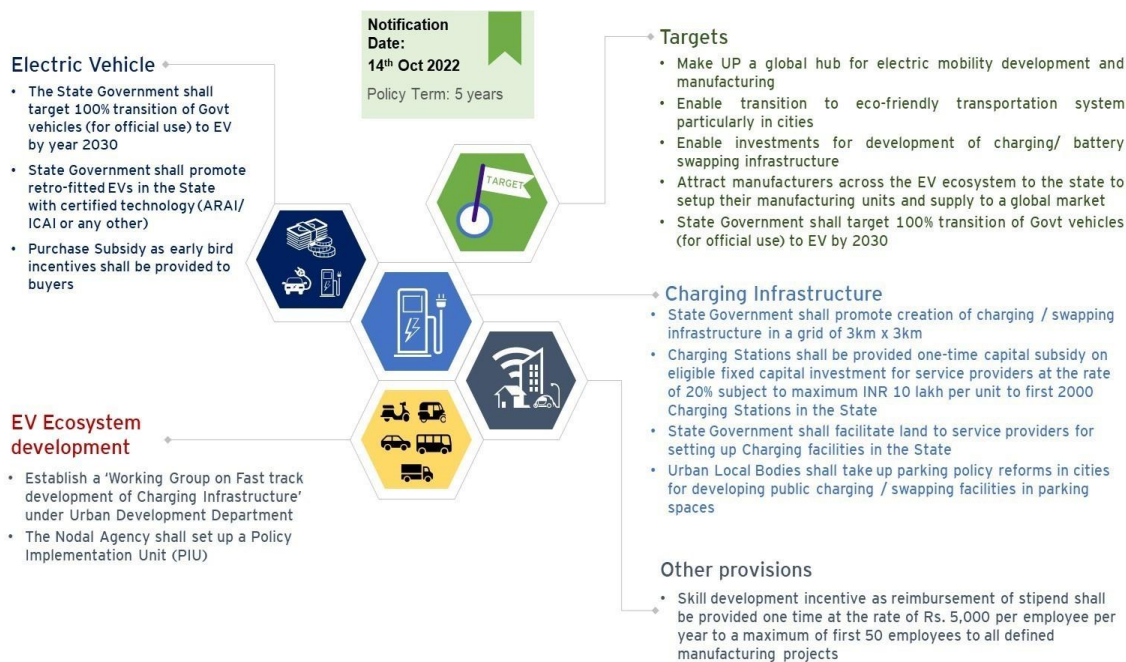 Notification
Date:
14th Oct 2022
Policy Term: 5 years
Electric Vehicle
• The State Government shall
target 100% transition of Govt
vehicles (for official use) to EV
by year 2030
• State Government shall promote
retro-fitted EVs in the State
with certified technology (ARAI/
ICAI or any other)
• Purchase Subsidy as early bird
incentives shall be provided to
buyers
TARGET
Targets
• Make UP a global hub for electric mobility development and
manufacturing
• Enable transition to eco-friendly transportation system
particularly in cities
• Enable investments for development of charging/ battery
swapping infrastructure
• Attract manufacturers across the EV ecosystem to the state to
setup their manufacturing units and supply to a global market
• State Government shall target 100% transition of Govt vehicles
(for official use) to EV by 2030
Charging Infrastructure
• State Government shall promote creation of charging / swapping
infrastructure in a grid of 3km x 3km
• Charging Stations shall be provided one-time capital subsidy on
eligible fixed capital investment for service providers at the rate
of 20% subject to maximum INR 10 lakh per unit to first 2000
Charging Stations in the State
• State Government shall facilitate land to service providers for
setting up Charging facilities in the State
• Urban Local Bodies shall take up parking policy reforms in cities
for developing public charging / swapping facilities in parking
spaces
EV Ecosystem
development
• Establish a ‘Working Group on Fast track
development of Charging Infrastructure’
under Urban Development Department
• The Nodal Agency shall set up a Policy
Implementation Unit (PIU)
Other provisions
• Skill development incentive as reimbursement of stipend shall
be provided one time at the rate of Rs. 5,000 per employee per
year to a maximum of first 50 employees to all defined
manufacturing projects